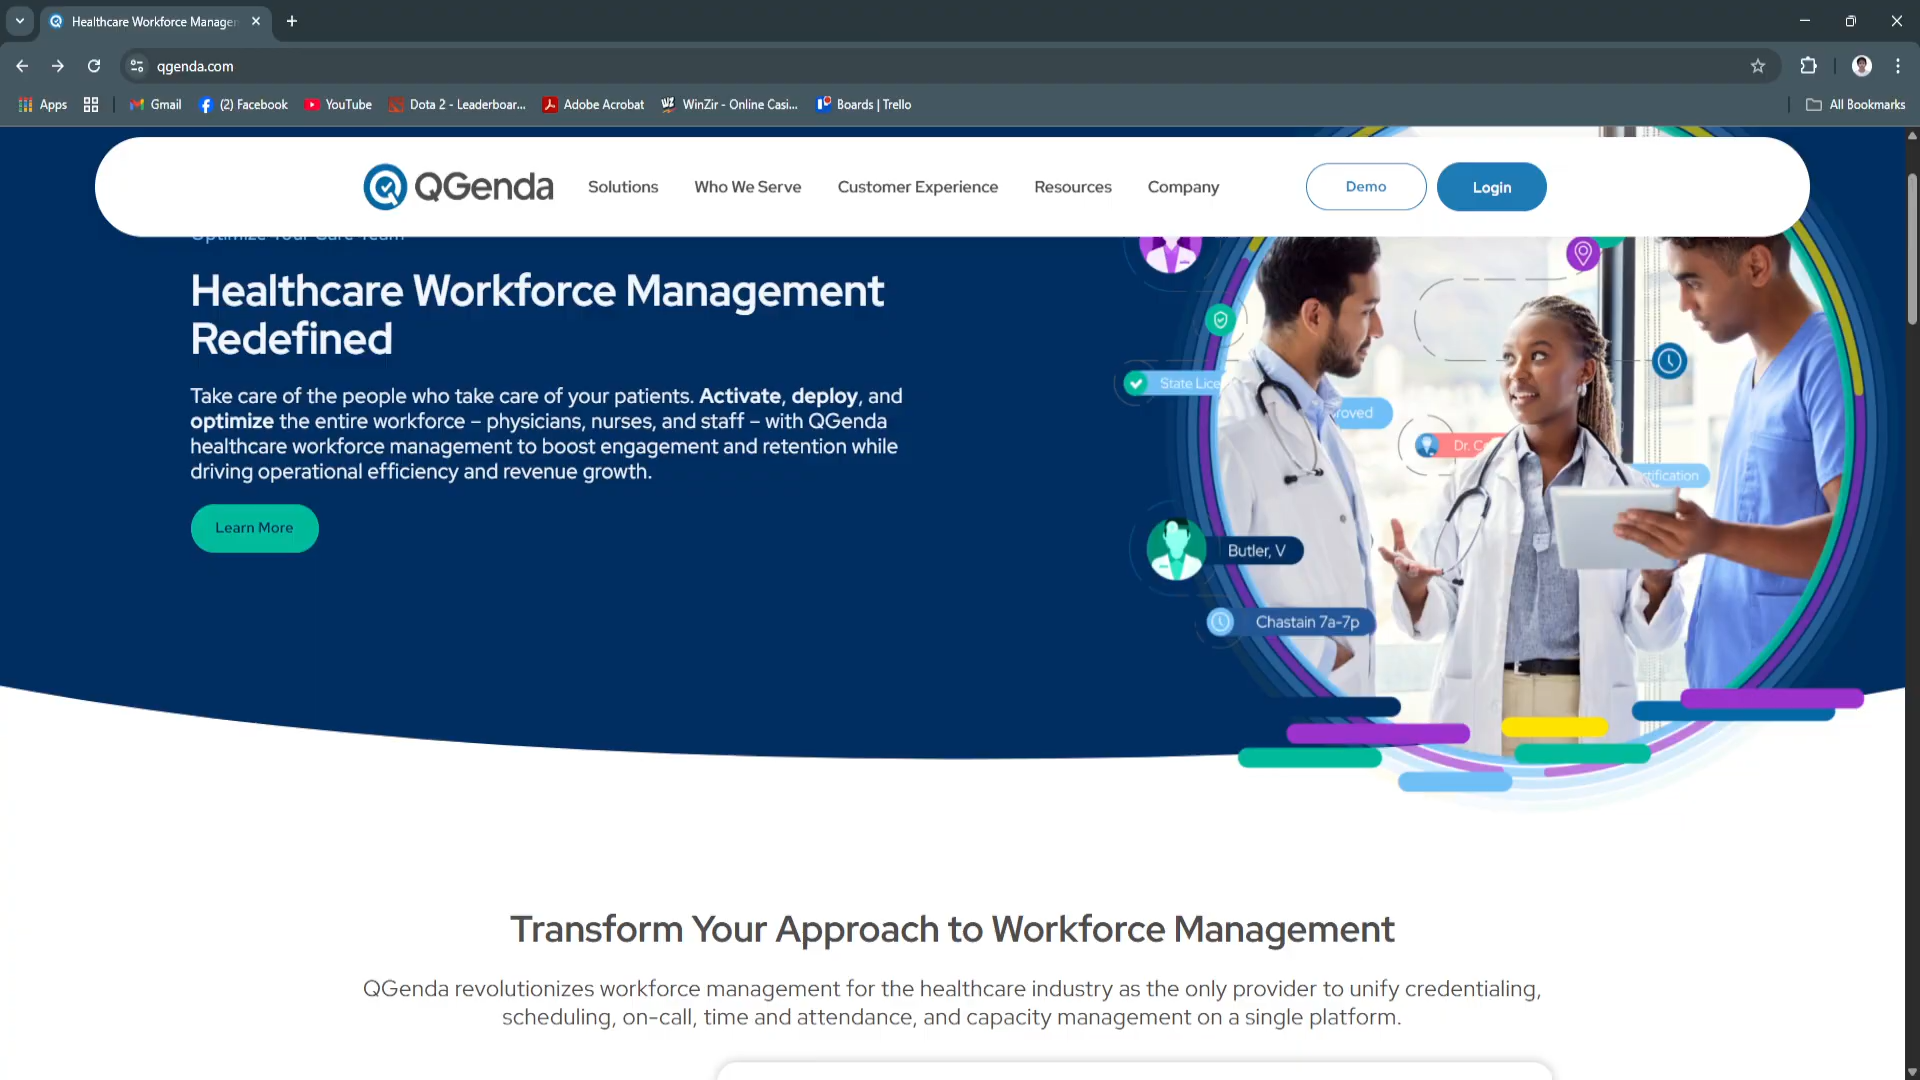 Healthcare Workforce Manager
qgenda.com
Apps
Gmail
(2) Facebook
YouTube
Dota 2 - Leaderboar...
Adobe Acrobat
WinZir - Online Casi...
Boards | Trello
All Bookmarks
QGenda
Solutions
Who We Serve
Customer Experience
Resources
Company
Demo
Login
Optimize Your Care Team
Healthcare Workforce Management
Redefined
Take care of the people who take care of your patients. Activate, deploy, and
optimize the entire workforce – physicians, nurses, and staff – with QGenda
healthcare workforce management to boost engagement and retention while
driving operational efficiency and revenue growth.
Learn More
State Lice
roved
Dr. C
tification
Butler, V
Chastain 7a-7p
Transform Your Approach to Workforce Management
QGenda revolutionizes workforce management for the healthcare industry as the only provider to unify credentialing,
scheduling, on-call, time and attendance, and capacity management on a single platform.